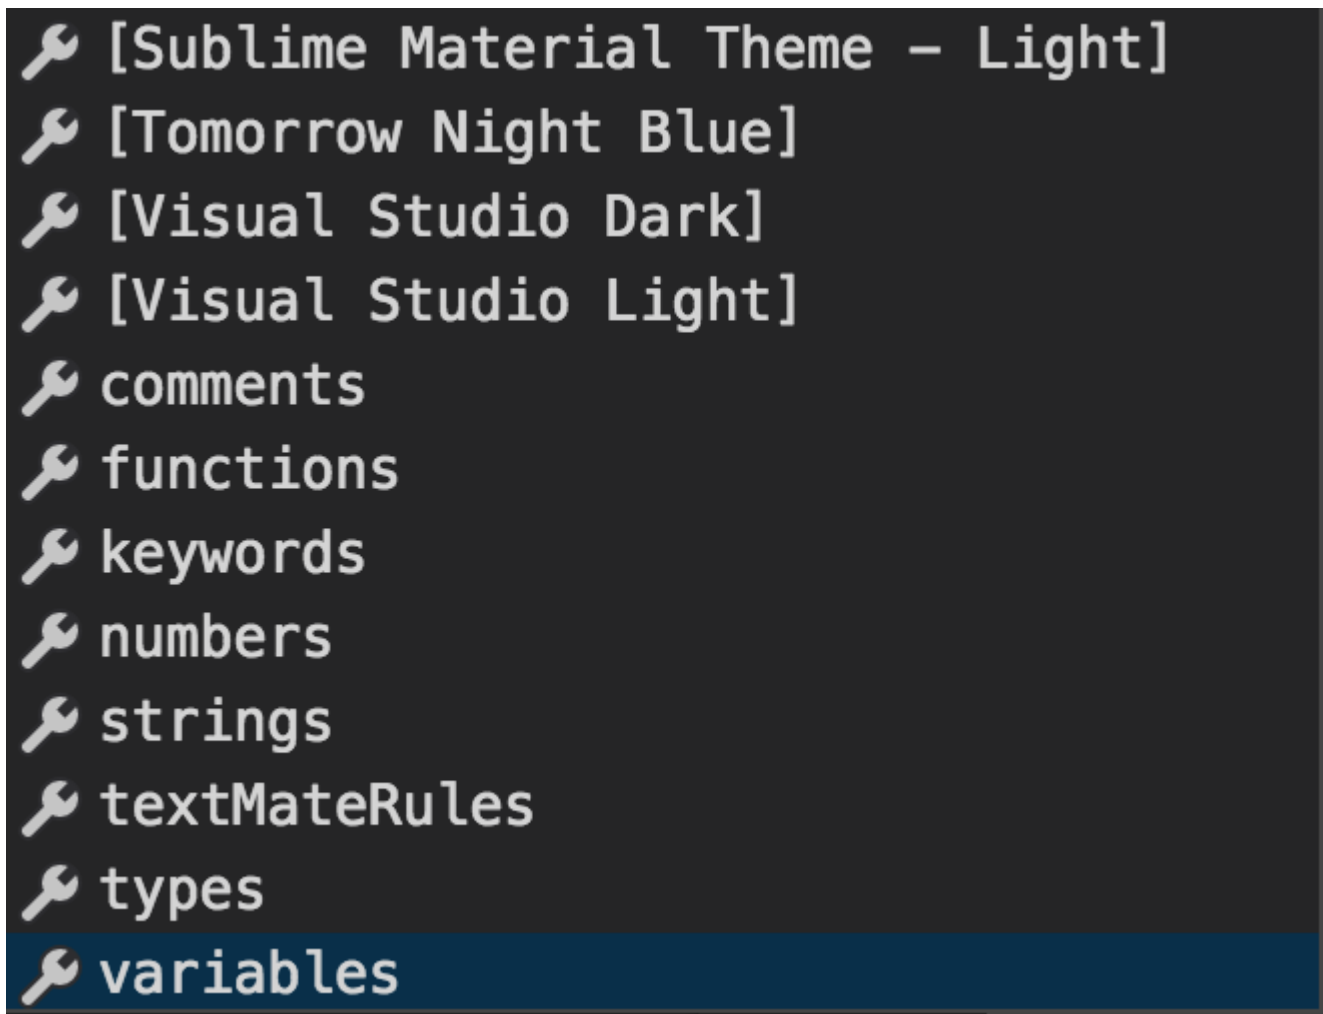 [Sublime Material Theme – Light]
[Tomorrow Night Blue]
[Visual Studio Dark]
[Visual Studio Light]
comments
functions
keywords
numbers
strings
textMateRules
types
variables